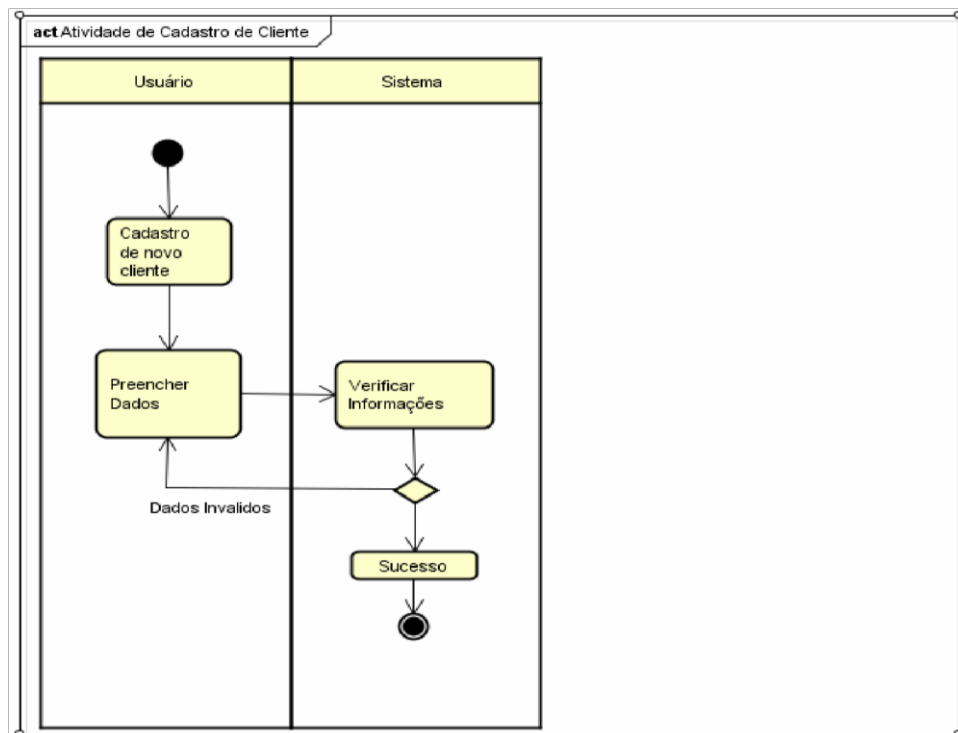 act Atividade de Cadastro de Cliente
Usuário
Sistema
Cadastro
de novo
cliente
Preencher
Dados
Verificar
Informações
Dados Invalidos
Sucesso